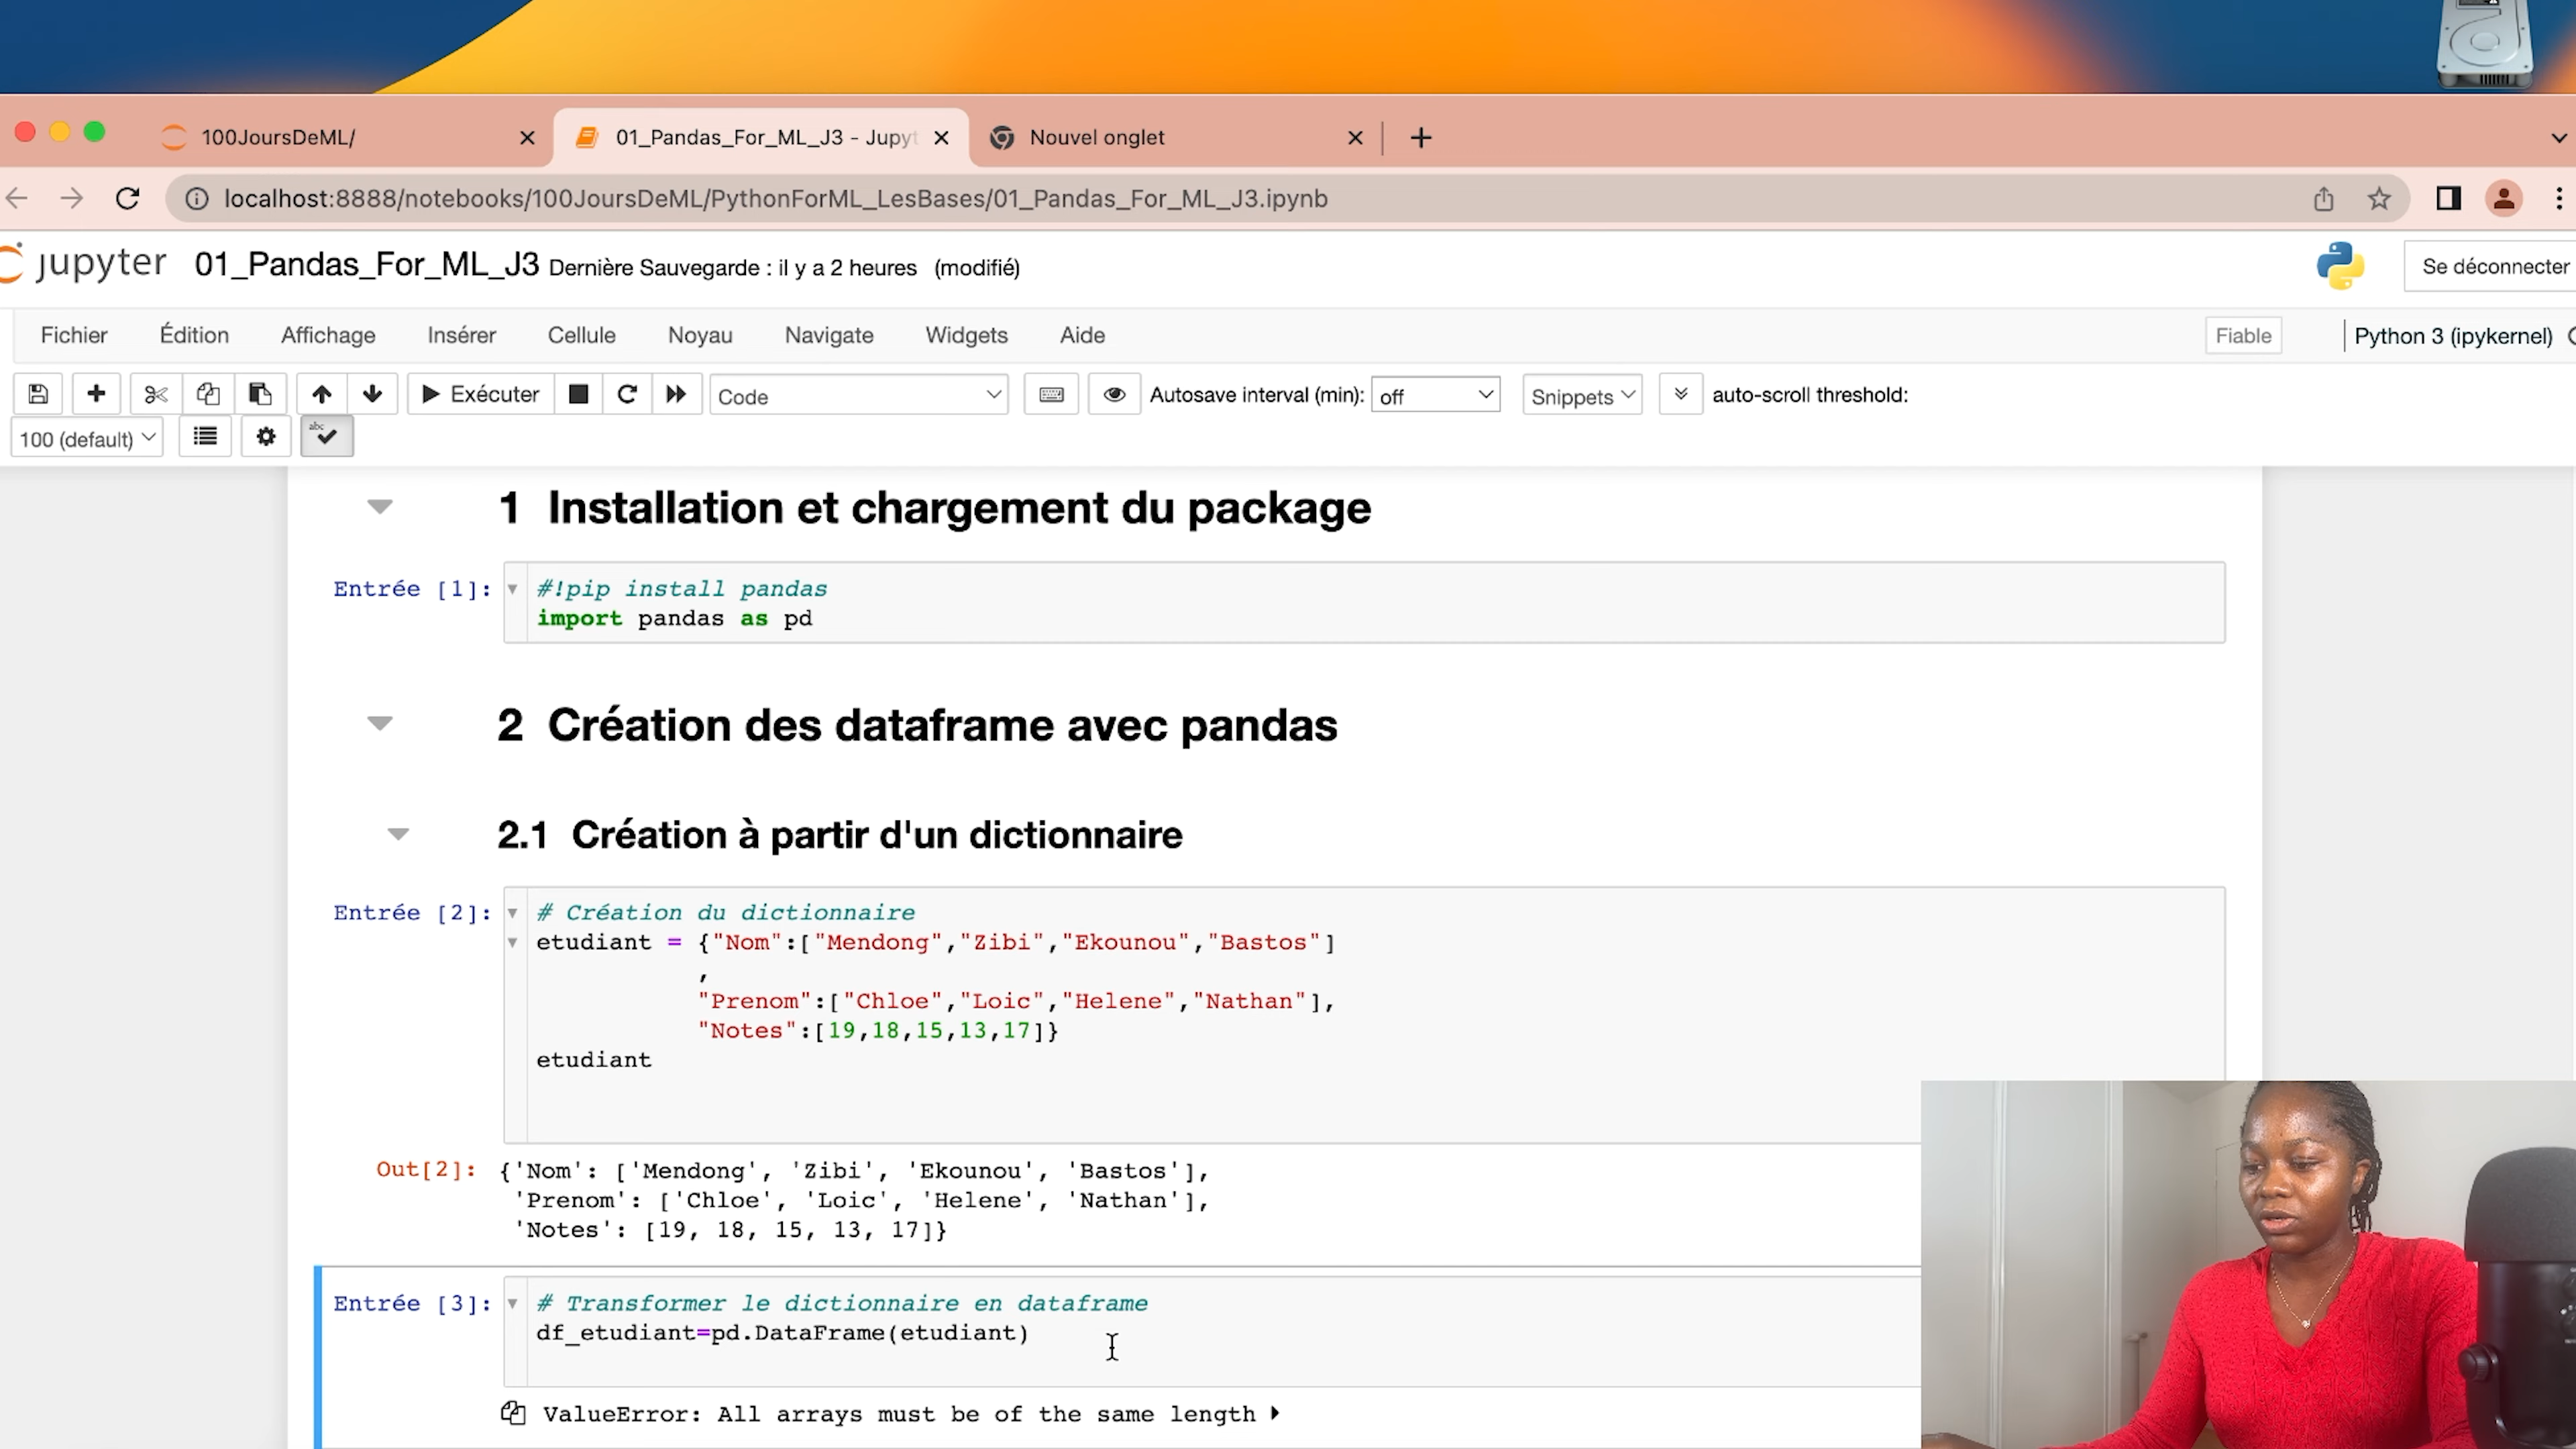 100JoursDeML/
01_Pandas_For_ML_J3 - Jupyt
Nouvel onglet
localhost:8888/notebooks/100JoursDeML/PythonForML_LesBases/01_Pandas_For_ML_J3.ipynb
jupyter 01_Pandas_For_ML_J3 Dernière Sauvegarde : il y a 2 heures (modifié)
Se déconnecter
Fichier Édition Affichage Insérer Cellule Noyau Navigate Widgets Aide
Fiable
Python 3 (ipykernel)
Exécuter
Code
Autosave interval (min): off
Snippets
auto-scroll threshold:
100 (default)
abc
1 Installation et chargement du package
Entrée [1]:
#!pip install pandas
import pandas as pd
2 Création des dataframe avec pandas
2.1 Création à partir d'un dictionnaire
Entrée [2]:
# Création du dictionnaire
etudiant = {"Nom":["Mendong","Zibi","Ekounou","Bastos"]
,
"Prenom":["Chloe","Loic","Helene","Nathan"],
"Notes":[19,18,15,13,17]}
etudiant
Out[2]: {'Nom': ['Mendong', 'Zibi', 'Ekounou', 'Bastos'],
'Prenom': ['Chloe', 'Loic', 'Helene', 'Nathan'],
'Notes': [19, 18, 15, 13, 17]}
Entrée [3]:
# Transformer le dictionnaire en dataframe
df_etudiant=pd.DataFrame(etudiant)
ValueError: All arrays must be of the same length